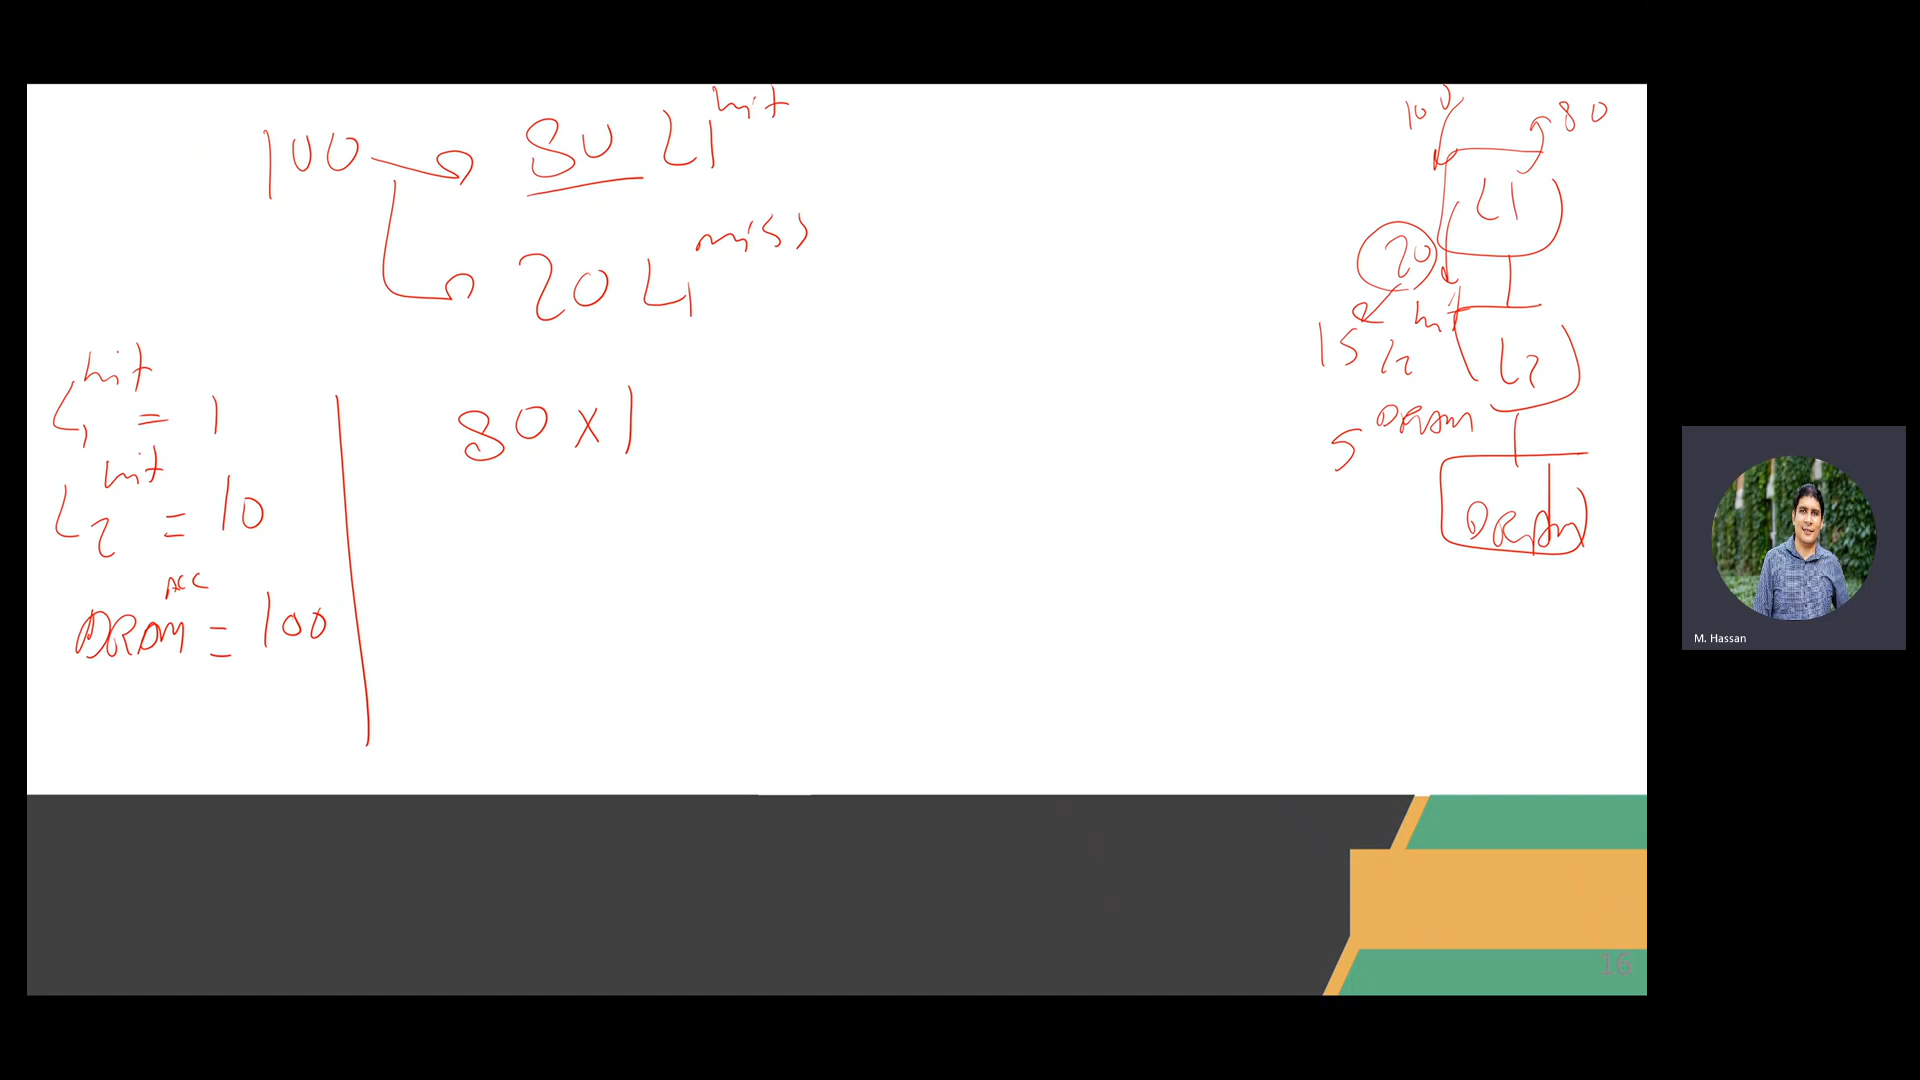 100 → 80 L1 hit
20 L1 miss
L1 hit = 1
L2 hit = 10
DRAM acc = 100
80 x 1
100
80
L1
20
15 L2 hit
L2
5 DRAM
DRAM
M. Hassan
16